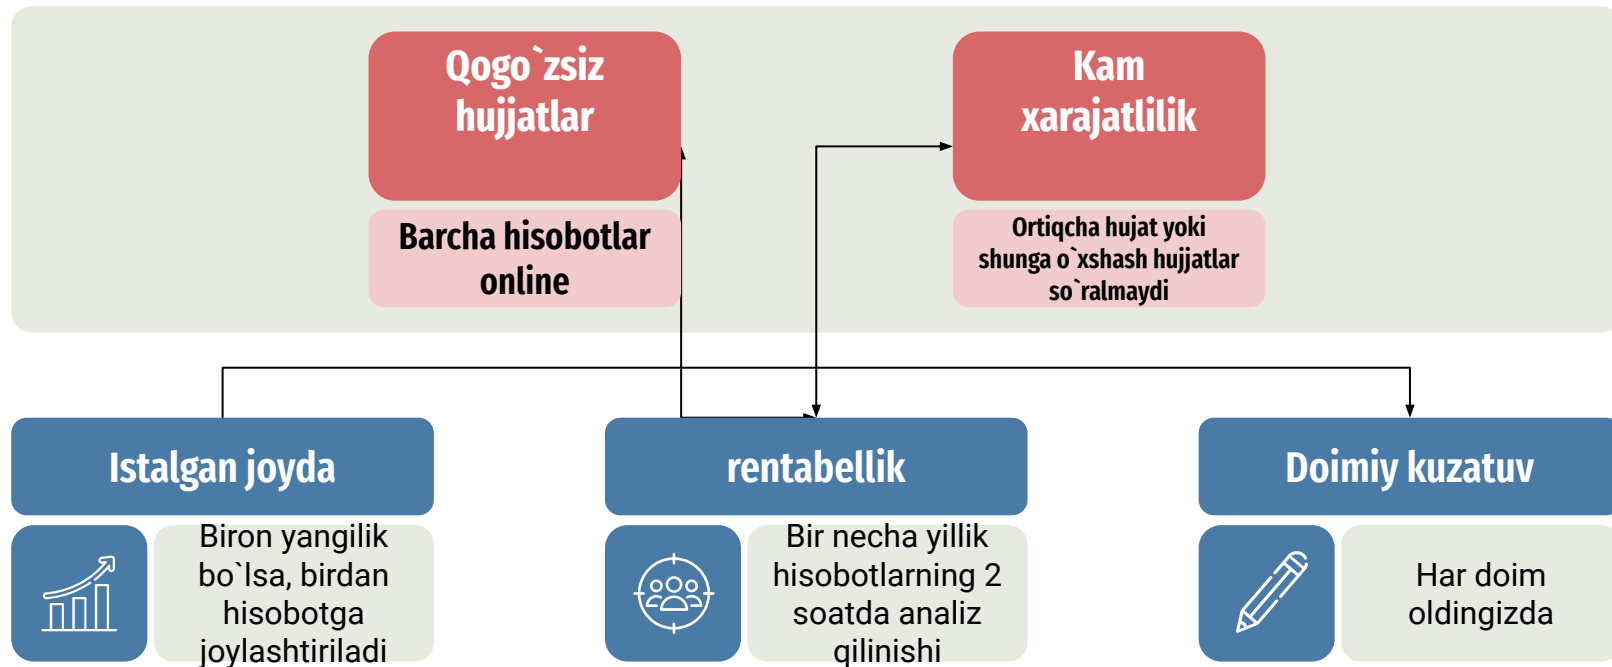 Qogo`zsiz
hujjatlar
Kam
xarajatlilik
Barcha hisobotlar
online
Ortiqcha hujat yoki
shunga o`xshash hujjatlar
so`ralmaydi
Istalgan joyda
rentabellik
Doimiy kuzatuv
Biron yangilik
bo`lsa, birdan
hisobotga
joylashtiriladi
Bir necha yillik
hisobotlarning 2
soatda analiz
qilinishi
Har doim
oldingizda